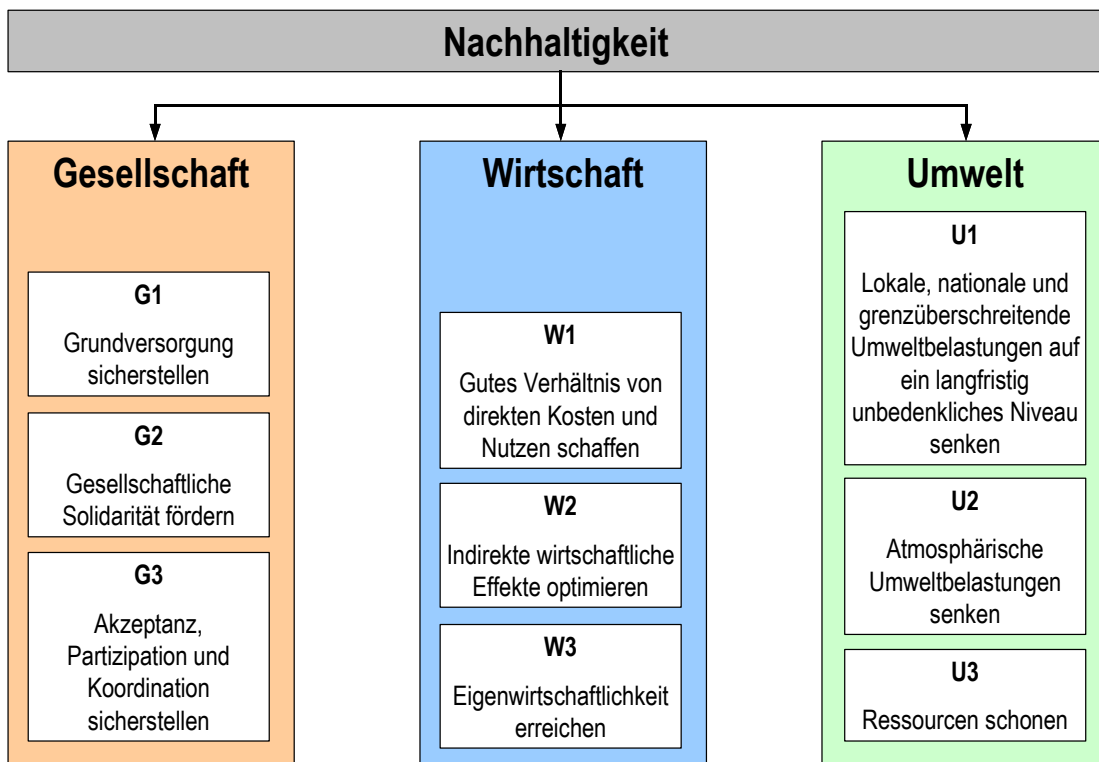 Nachhaltigkeit
Gesellschaft
G1
Grundversorgung
sicherstellen
G2
Gesellschaftliche
Solidarität fördern
G3
Akzeptanz,
Partizipation und
Koordination
sicherstellen
Wirtschaft
W1
Gutes Verhältnis von
direkten Kosten und
Nutzen schaffen
W2
Indirekte wirtschaftliche
Effekte optimieren
W3
Eigenwirtschaftlichkeit
erreichen
Umwelt
U1
Lokale, nationale und
grenzüberschreitende
Umweltbelastungen auf
ein langfristig
unbedenkliches Niveau
senken
U2
Atmosphärische
Umweltbelastungen
senken
U3
Ressourcen schonen